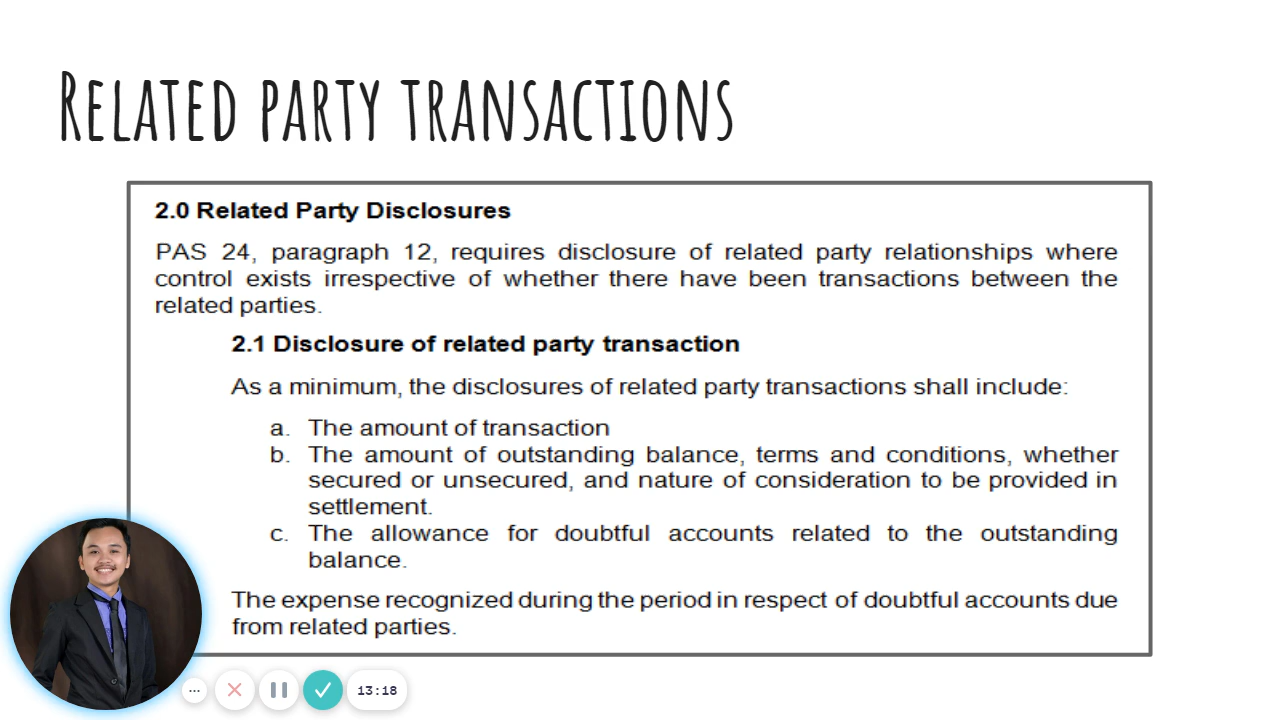 RELATED PARTY TRANSACTIONS
2.0 Related Party Disclosures
PAS 24, paragraph 12, requires disclosure of related party relationships where
control exists irrespective of whether there have been transactions between the
related parties.
2.1 Disclosure of related party transaction
As a minimum, the disclosures of related party transactions shall include:
a. The amount of transaction
b. The amount of outstanding balance, terms and conditions, whether
secured or unsecured, and nature of consideration to be provided in
settlement.
c. The allowance for doubtful accounts related to the outstanding
balance.
The expense recognized during the period in respect of doubtful accounts due
from related parties.
13:18